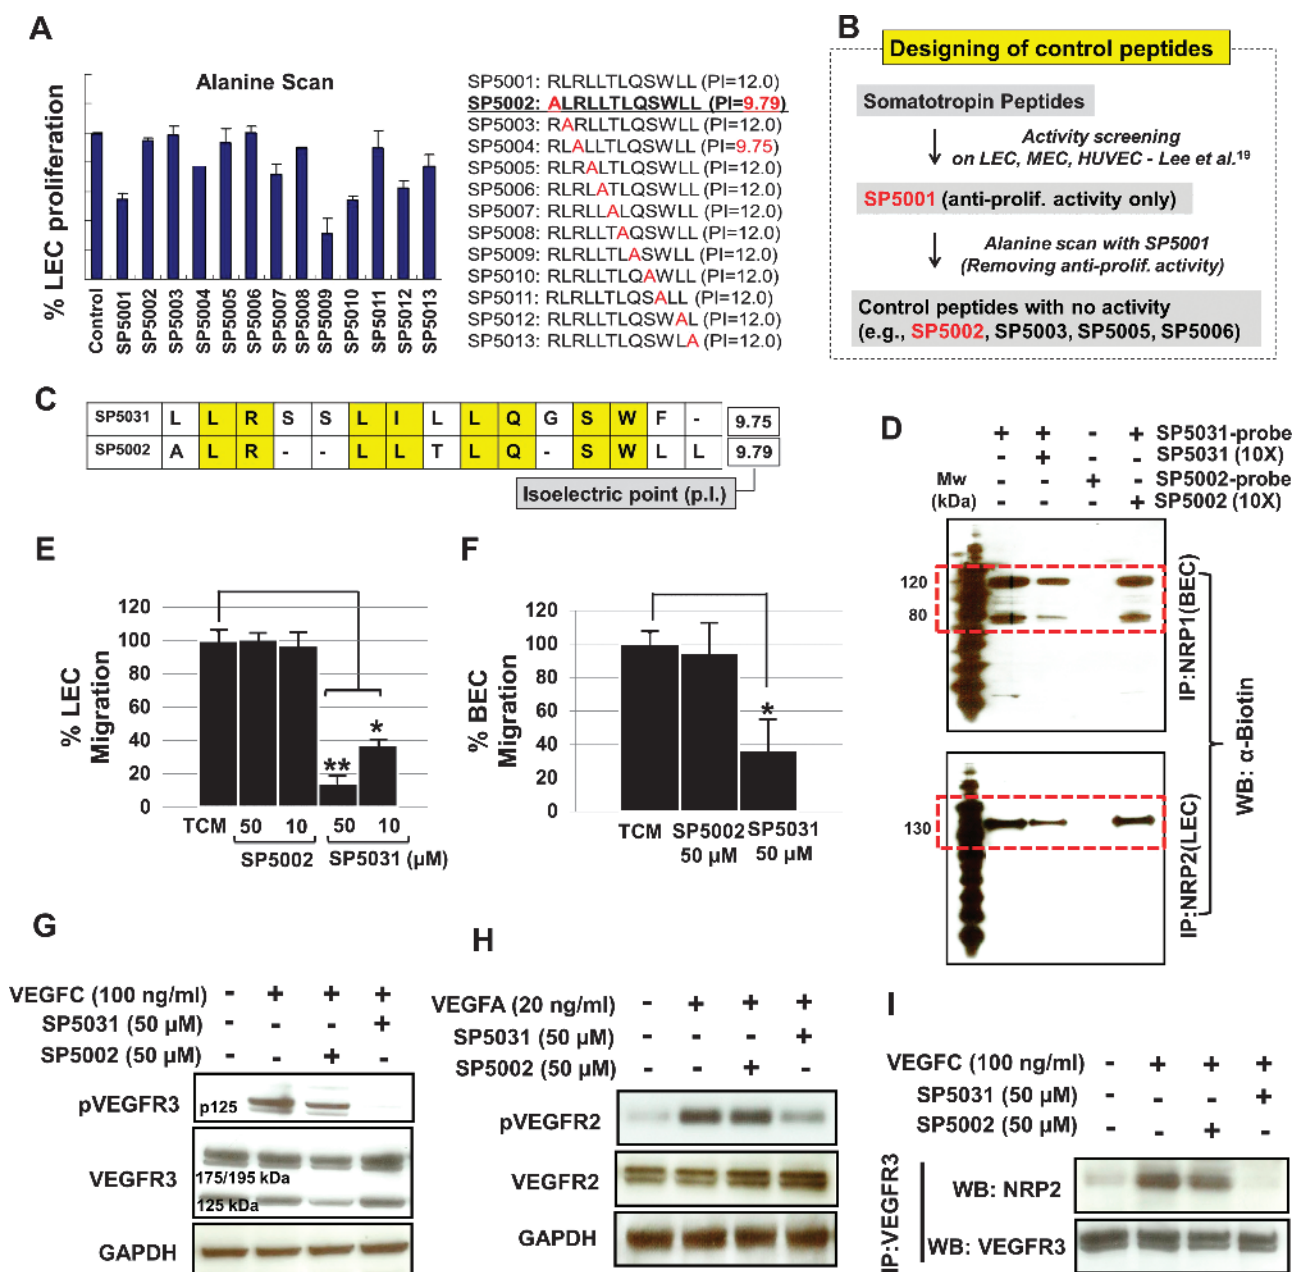 A
Alanine Scan
% LEC proliferation
Control
SP5001
SP5002
SP5003
SP5004
SP5005
SP5006
SP5007
SP5008
SP5009
SP5010
SP5011
SP5012
SP5013
SP5001: RLRLLTLQSWLL (PI=12.0)
SP5002: ALRLLTLQSWLL (PI=9.79)
SP5003: RARLLTLQSWLL (PI=12.0)
SP5004: RLALLTLQSWLL (PI=9.75)
SP5005: RLRALTLQSWLL (PI=12.0)
SP5006: RLRLATLQSWLL (PI=12.0)
SP5007: RLRLLALQSWLL (PI=12.0)
SP5008: RLRLLTAQSWLL (PI=12.0)
SP5009: RLRLLTLASWLL (PI=12.0)
SP5010: RLRLLTLQAWLL (PI=12.0)
SP5011: RLRLLTLQSALL (PI=12.0)
SP5012: RLRLLTLQSWAL (PI=12.0)
SP5013: RLRLLTLQSWLA (PI=12.0)
B
Designing of control peptides
Somatotropin Peptides
Activity screening
on LEC, MEC, HUVEC - Lee et al.19
SP5001 (anti-prolif. activity only)
Alanine scan with SP5001
(Removing anti-prolif. activity)
Control peptides with no activity
(e.g., SP5002, SP5003, SP5005, SP5006)
C
SP5031 L L R S S L I L L Q G S W F - 9.75
SP5002 A L R - - L L T L Q - S W L L 9.79
Isoelectric point (p.I.)
D
+ + - + SP5031-probe
- + - - SP5031 (10X)
- - + - SP5002-probe
- - - + SP5002 (10X)
Mw
(kDa)
120
80
IP:NRP1(BEC)
130
IP:NRP2(LEC)
WB: α-Biotin
E
% LEC
Migration
120
100
80
60
40
20
0
**
*
TCM 50 10 50 10
SP5002 SP5031 (μM)
F
% BEC
Migration
120
100
80
60
40
20
0
*
TCM SP5002 SP5031
50 μM 50 μM
G
VEGFC (100 ng/ml) - + + +
SP5031 (50 μM) - - - +
SP5002 (50 μM) - - + -
pVEGFR3
p125
VEGFR3
175/195 kDa
125 kDa
GAPDH
H
VEGFA (20 ng/ml) - + + +
SP5031 (50 μM) - - - +
SP5002 (50 μM) - - + -
pVEGFR2
VEGFR2
GAPDH
I
VEGFC (100 ng/ml) - + + +
SP5031 (50 μM) - - - +
SP5002 (50 μM) - - + -
IP:VEGFR3
WB: NRP2
WB: VEGFR3